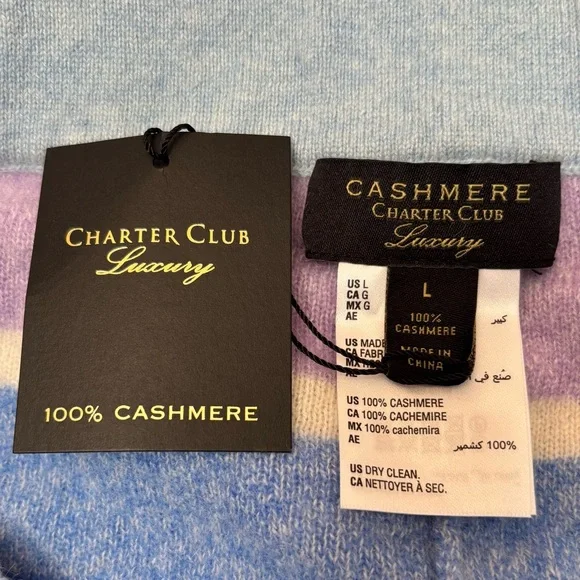 CHARTER CLUB
Luxury
100% CASHMERE
CASHMERE
CHARTER CLUB
Luxury
L
100%
CASHMERE
MADE IN
CHINA
US L
CA G
MX G
AE كبير
US MADE
CA FABR
MX
AE صنع في
US 100% CASHMERE
CA 100% CACHEMIRE
MX 100% cachemira
AE 100% كشمير
US DRY CLEAN.
CA NETTOYER À SEC.